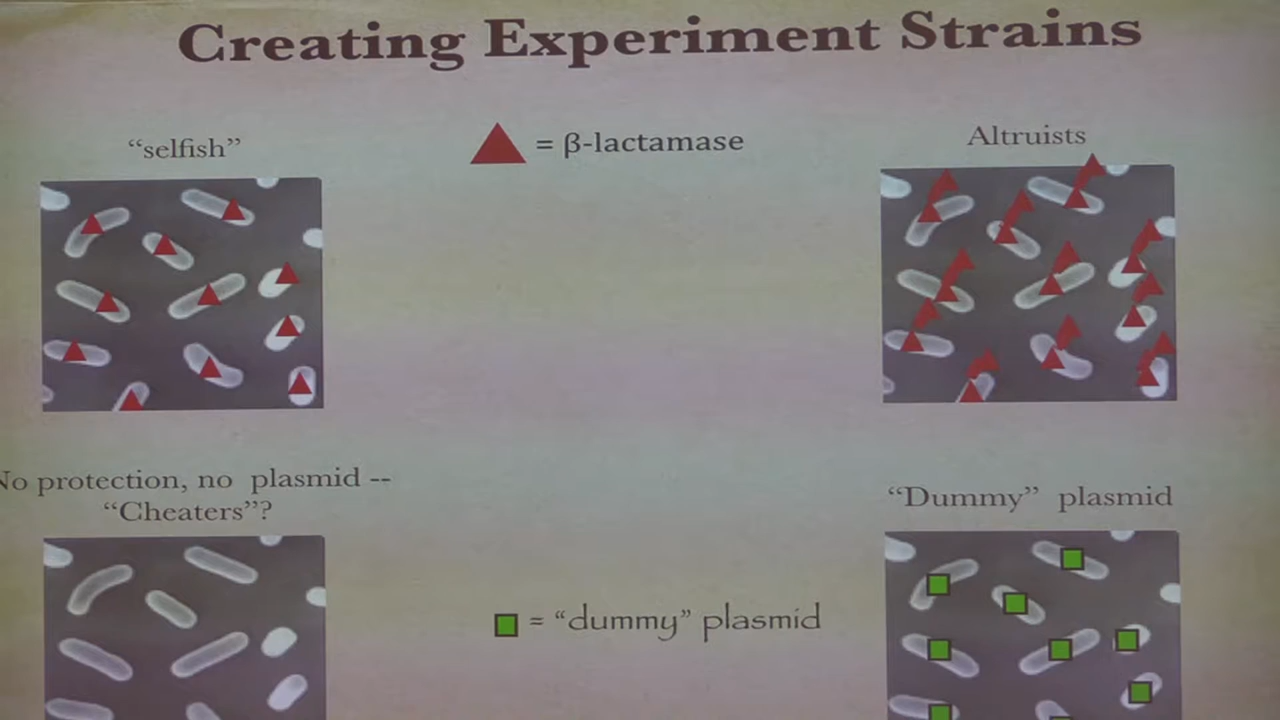 Creating Experiment Strains
“selfish”
= β-lactamase
Altruists
No protection, no plasmid --
“Cheaters”?
“Dummy” plasmid
= “dummy” plasmid